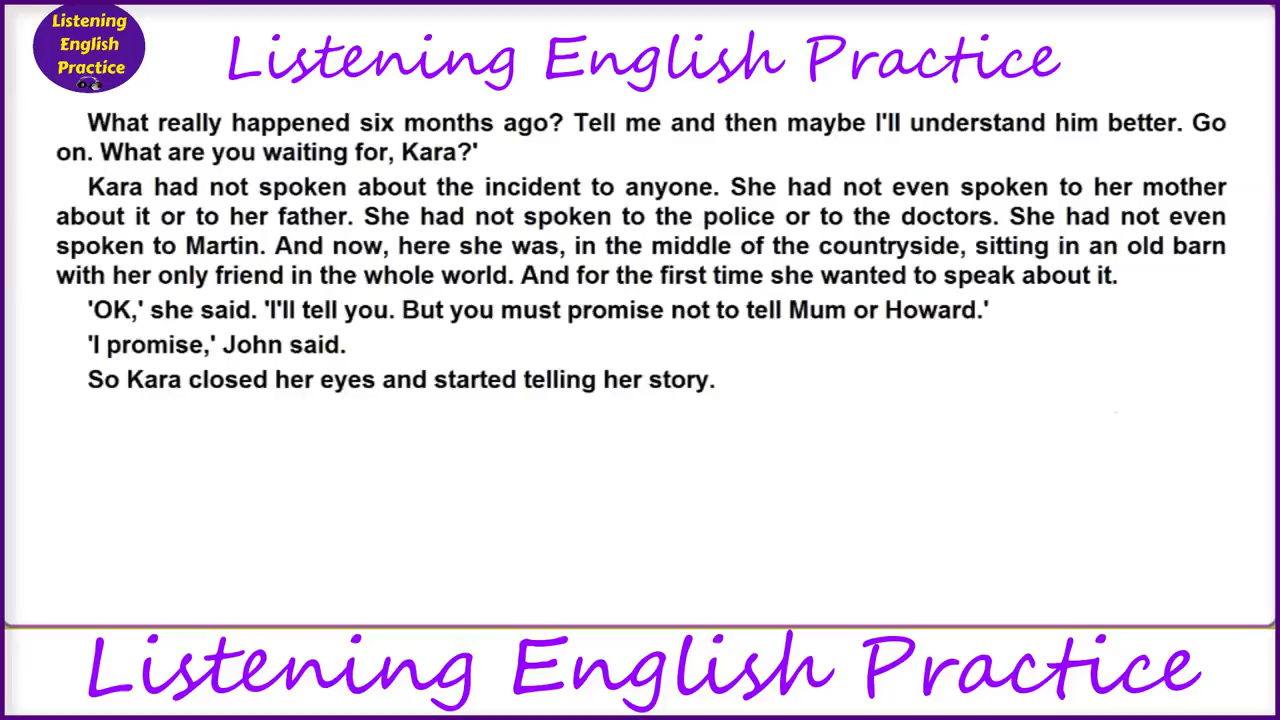 Listening
English
Practice
Listening English Practice
What really happened six months ago? Tell me and then maybe I'll understand him better. Go
on. What are you waiting for, Kara?'
Kara had not spoken about the incident to anyone. She had not even spoken to her mother
about it or to her father. She had not spoken to the police or to the doctors. She had not even
spoken to Martin. And now, here she was, in the middle of the countryside, sitting in an old barn
with her only friend in the whole world. And for the first time she wanted to speak about it.
'OK,' she said. 'I'll tell you. But you must promise not to tell Mum or Howard.'
'I promise,' John said.
So Kara closed her eyes and started telling her story.
Listening English Practice